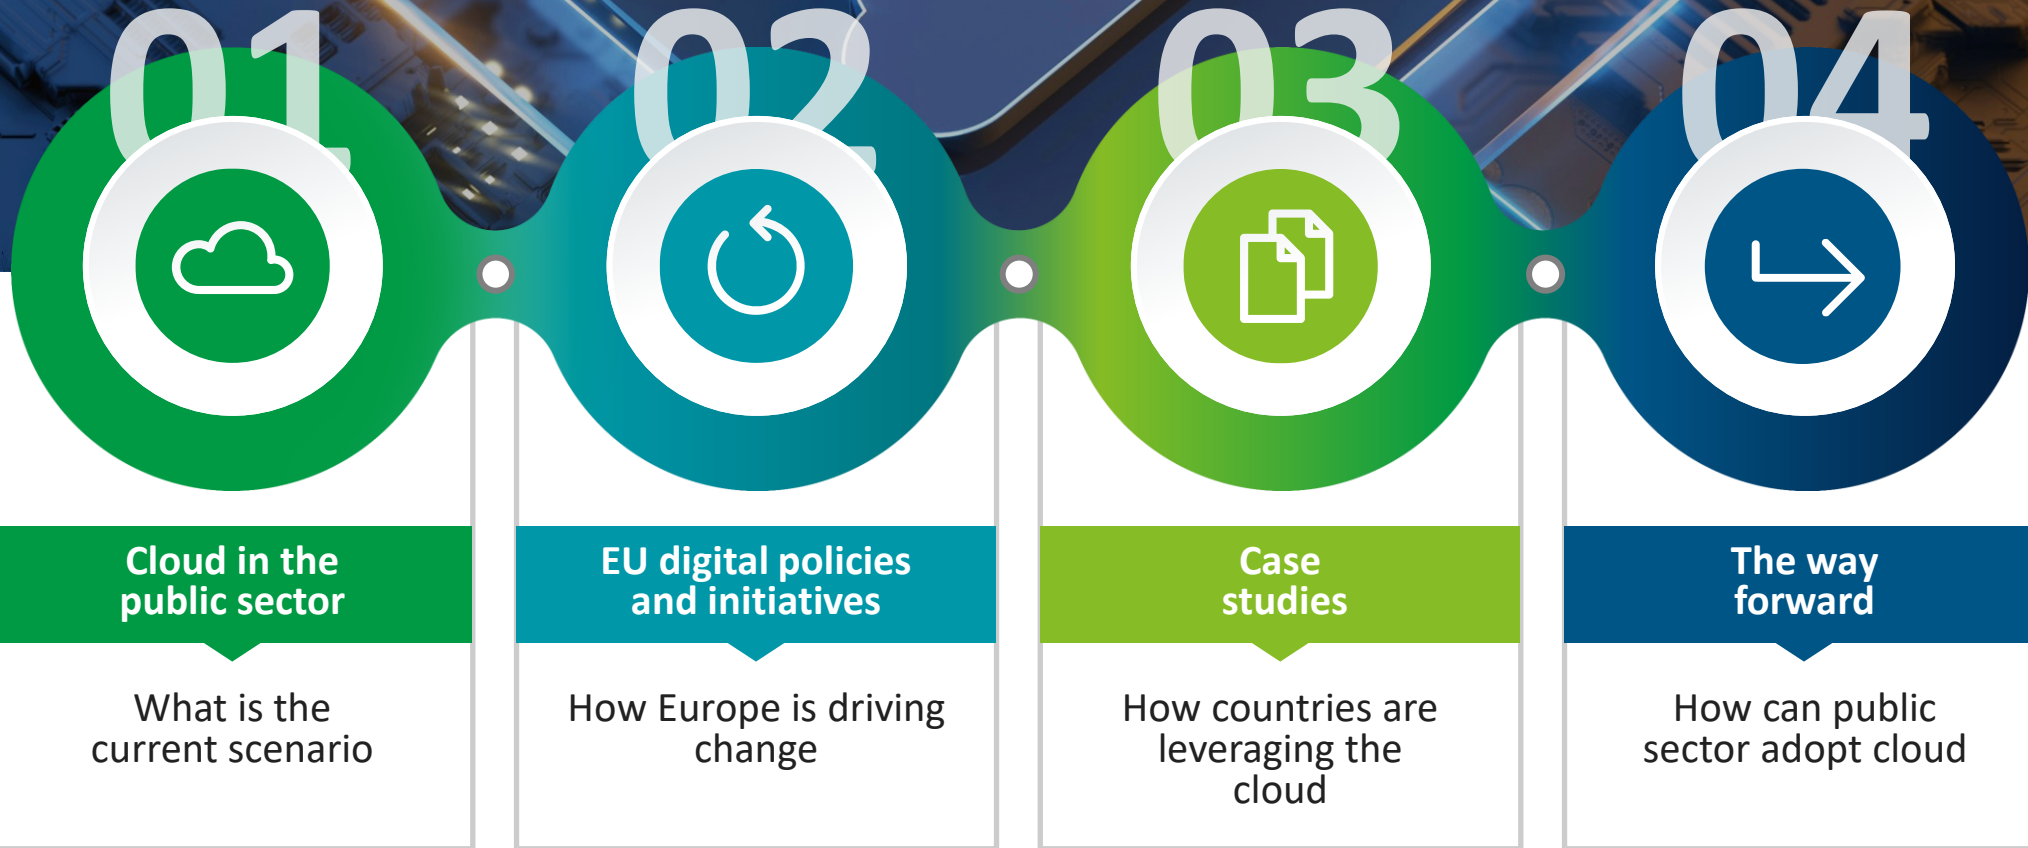 01
02
03
04
Cloud in the
public sector
What is the
current scenario
EU digital policies
and initiatives
How Europe is driving
change
Case
studies
How countries are
leveraging the
cloud
The way
forward
How can public
sector adopt cloud